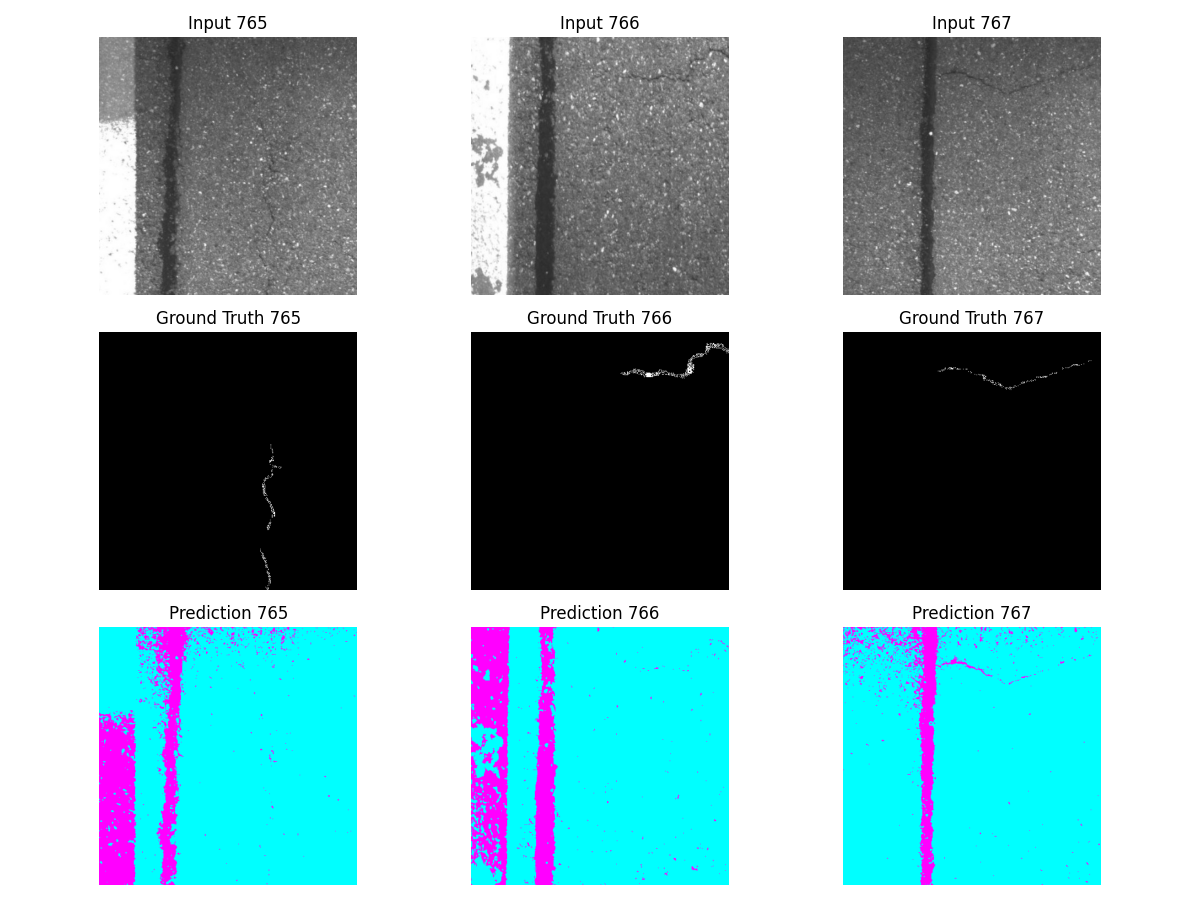 Input 765
Input 766
Input 767
Ground Truth 765
Ground Truth 766
Ground Truth 767
Prediction 765
Prediction 766
Prediction 767